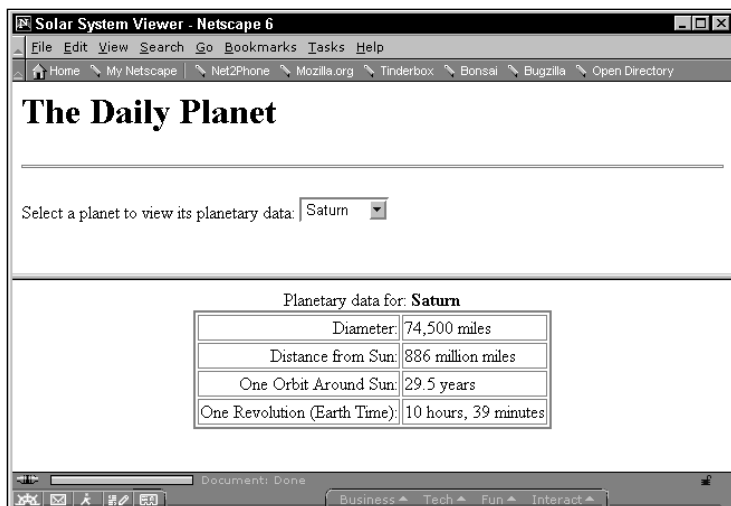 Solar System Viewer - Netscape 6
File Edit View Search Go Bookmarks Tasks Help
Home My Netscape Net2Phone Mozilla.org Tinderbox Bonsai Bugzilla Open Directory
The Daily Planet
Select a planet to view its planetary data: Saturn
Planetary data for: Saturn
Diameter: 74,500 miles
Distance from Sun: 886 million miles
One Orbit Around Sun: 29.5 years
One Revolution (Earth Time): 10 hours, 39 minutes
Document: Done
Business Tech Fun Interact